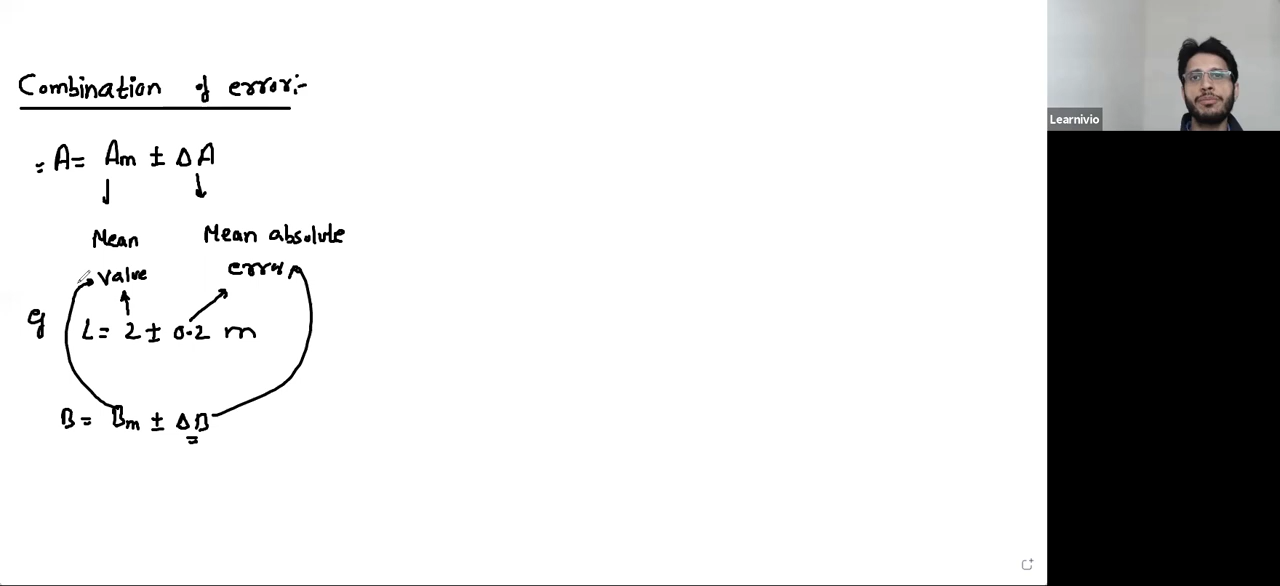 Combination of error:-
= A = Am ± ΔA
Mean value
Mean absolute error
eg L = 2 ± 0.2 m
B = Bm ± ΔB
Learnivio